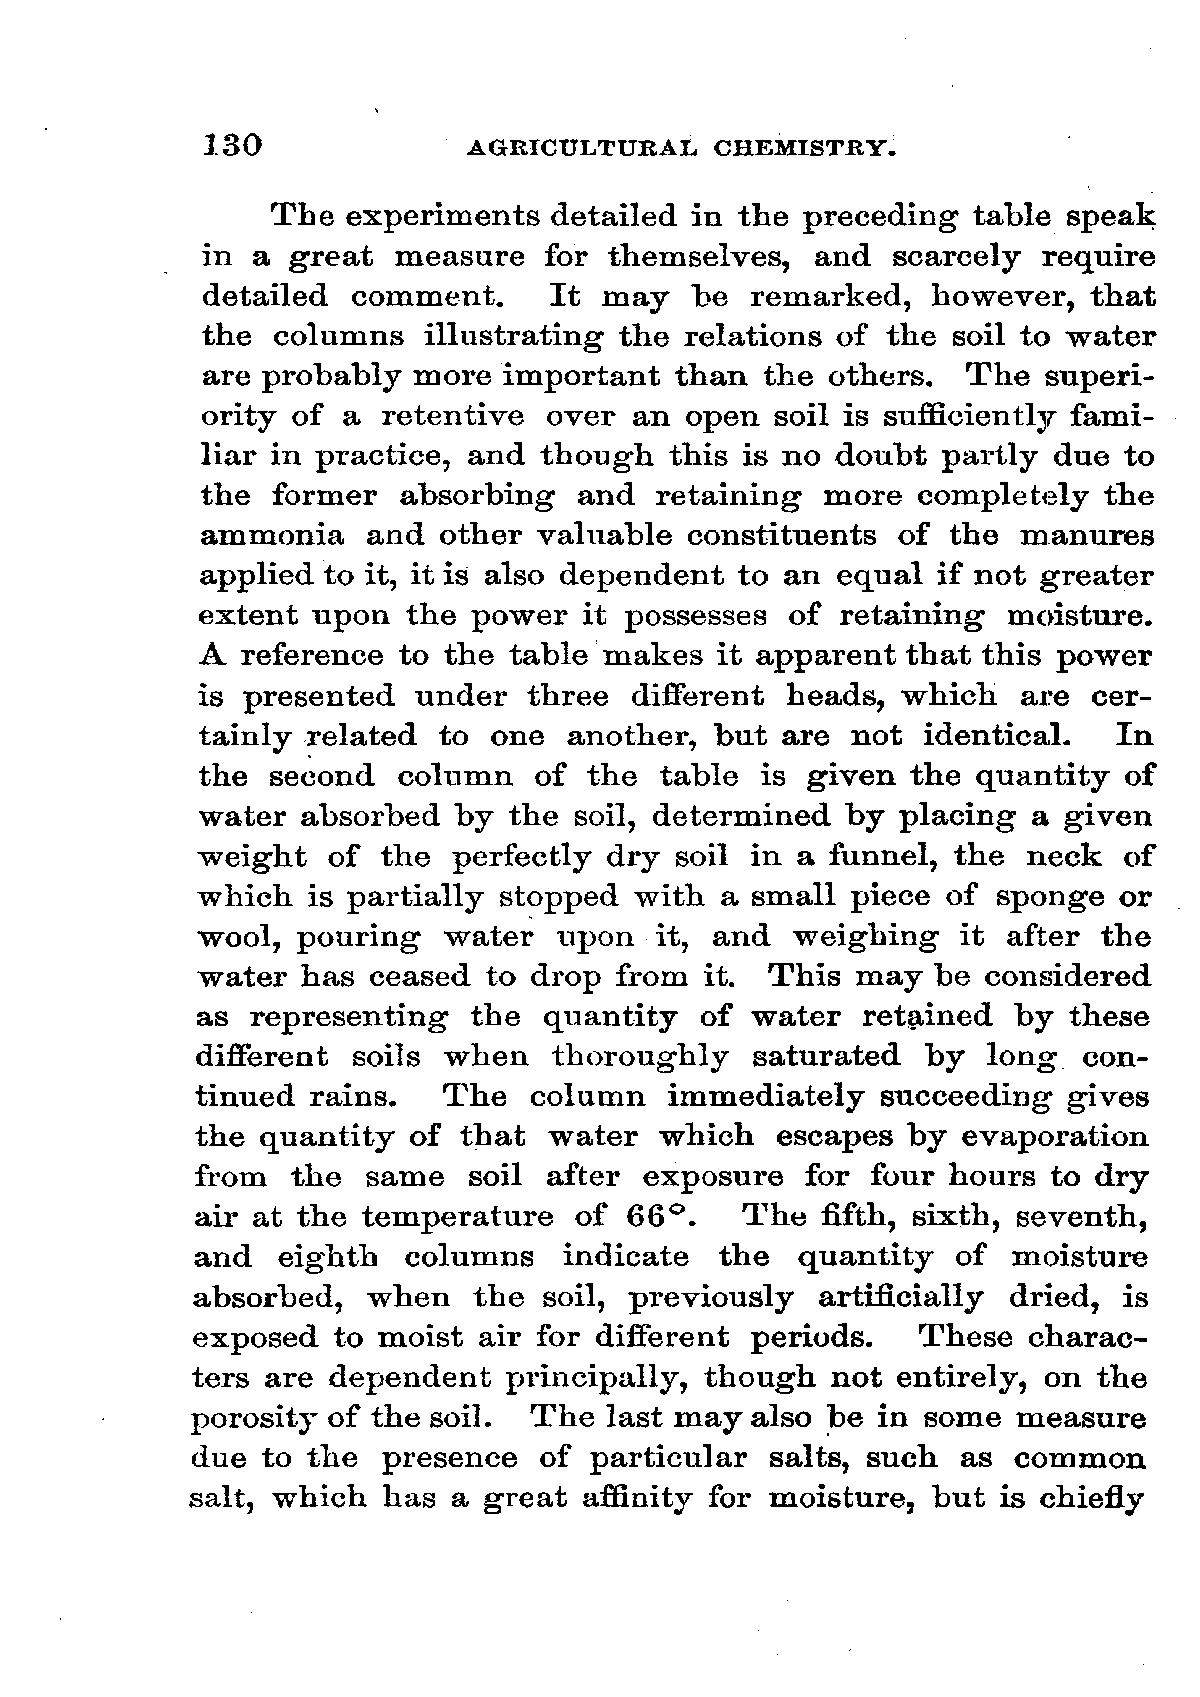 130 AGRICULTURAL CHEMISTRY.
The experiments detailed in the preceding table speak
in a great measure for themselves, and scarcely require
detailed comment. It may be remarked, however, that
the columns illustrating the relations of the soil to water
are probably more important than the others. The superi-
ority of a retentive over an open soil is sufficiently fami-
liar in practice, and though this is no doubt partly due to
the former absorbing and retaining more completely the
ammonia and other valuable constituents of the manures
applied to it, it is also dependent to an equal if not greater
extent upon the power it possesses of retaining moisture.
A reference to the table makes it apparent that this power
is presented under three different heads, which are cer-
tainly related to one another, but are not identical. In
the second column of the table is given the quantity of
water absorbed by the soil, determined by placing a given
weight of the perfectly dry soil in a funnel, the neck of
which is partially stopped with a small piece of sponge or
wool, pouring water upon it, and weighing it after the
water has ceased to drop from it. This may be considered
as representing the quantity of water retained by these
different soils when thoroughly saturated by long con-
tinued rains. The column immediately succeeding gives
the quantity of that water which escapes by evaporation
from the same soil after exposure for four hours to dry
air at the temperature of 66°. The fifth, sixth, seventh,
and eighth columns indicate the quantity of moisture
absorbed, when the soil, previously artificially dried, is
exposed to moist air for different periods. These charac-
ters are dependent principally, though not entirely, on the
porosity of the soil. The last may also be in some measure
due to the presence of particular salts, such as common
salt, which has a great affinity for moisture, but is chiefly